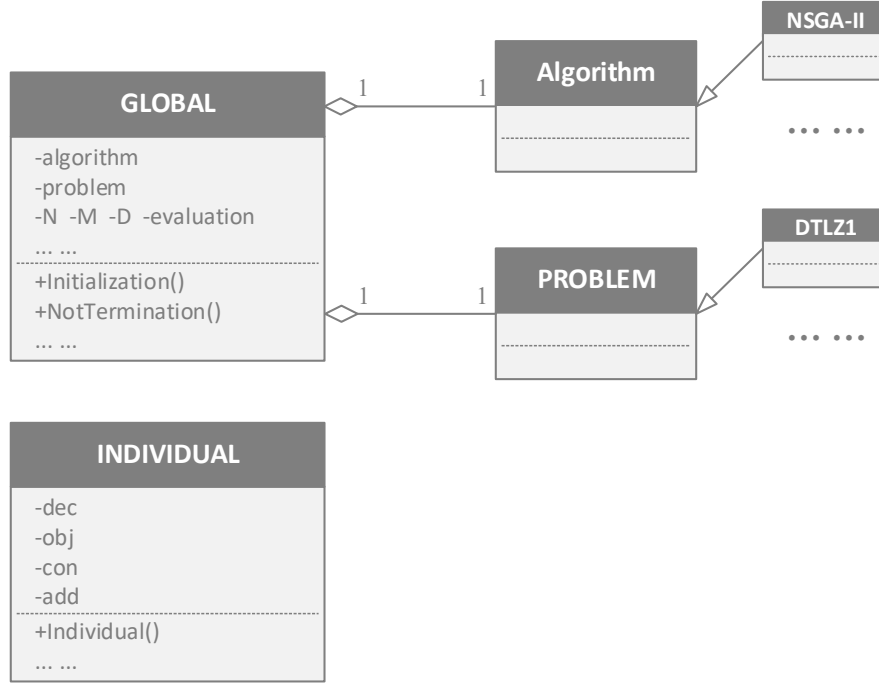 GLOBAL
-algorithm
-problem
-N -M -D -evaluation
... ...
+Initialization()
+NotTermination()
... ...
1
1
Algorithm
NSGA-II
... ...
1
1
PROBLEM
DTLZ1
... ...
INDIVIDUAL
-dec
-obj
-con
-add
+Individual()
... ...